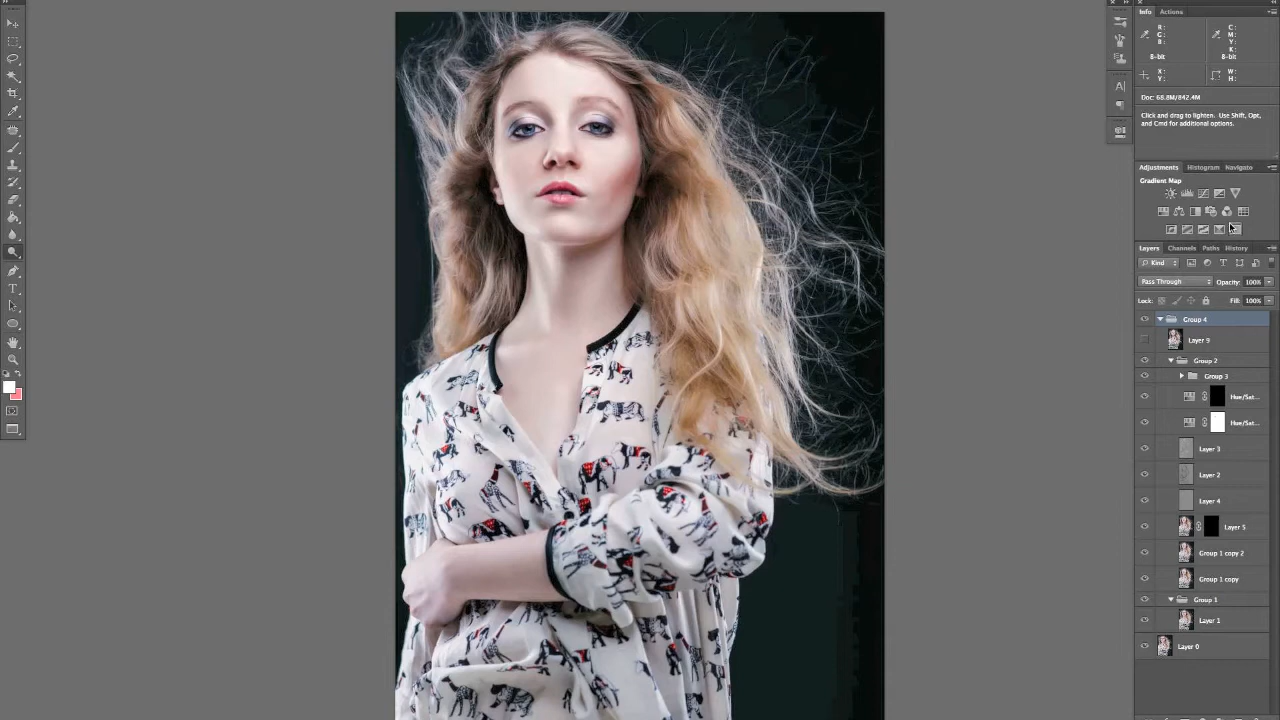 Info Actions
R:
G:
B:
C:
M:
Y:
K:
8-bit
8-bit
X:
Y:
W:
H:
Doc: 68.8M/842.4M
Click and drag to lighten. Use Shift, Opt,
and Cmd for additional options.
Adjustments Histogram Navigato
Gradient Map
Layers Channels Paths History
Kind
Pass Through Opacity: 100%
Lock: Fill: 100%
Group 4
Layer 9
Group 2
Group 3
Hue/Sat...
Hue/Sat...
Layer 3
Layer 2
Layer 4
Layer 5
Group 1 copy 2
Group 1 copy
Group 1
Layer 1
Layer 0